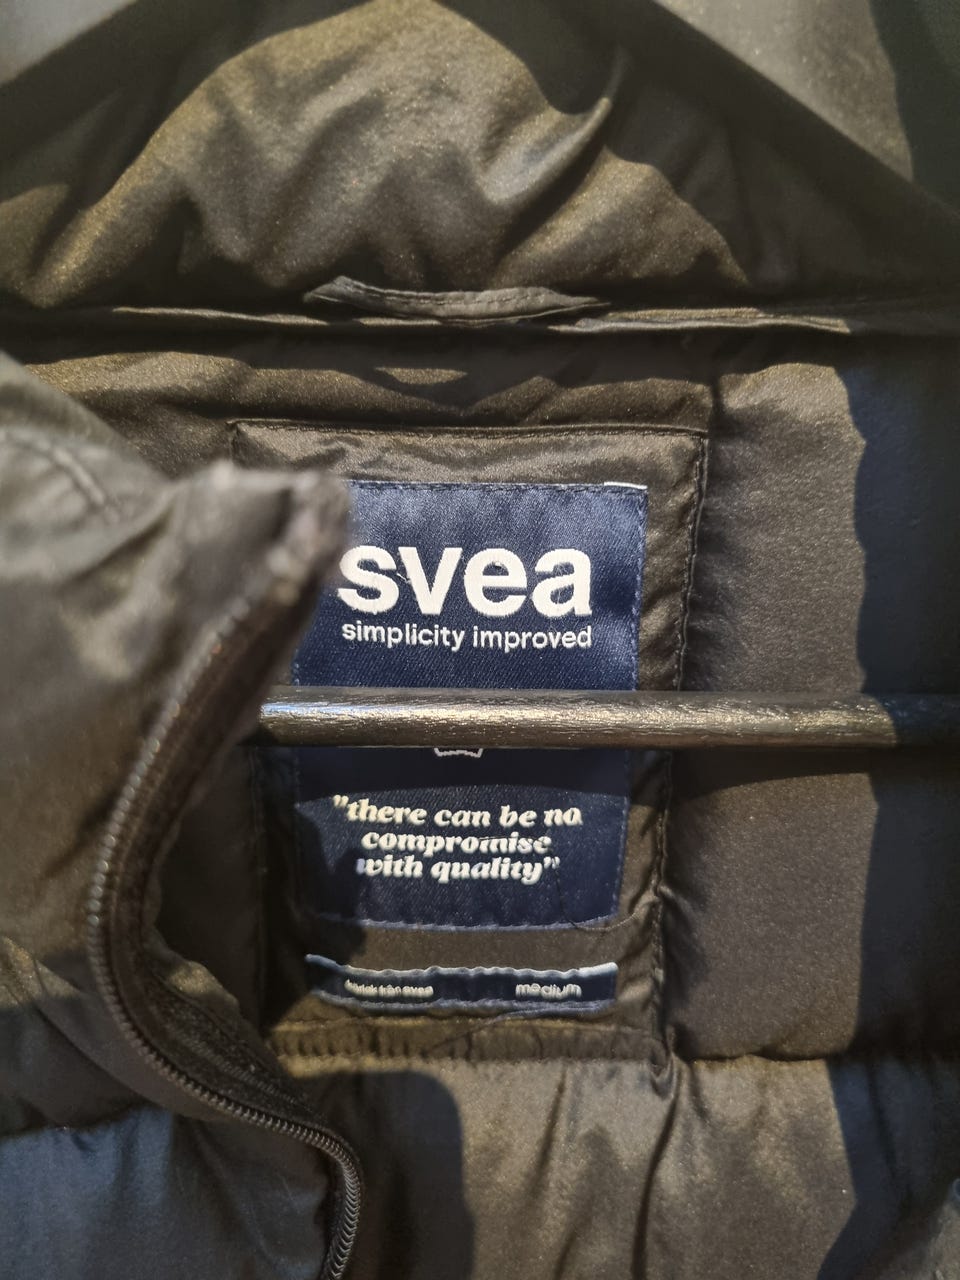 svea
simplicity improved
"there can be no
compromise
with quality"
medium